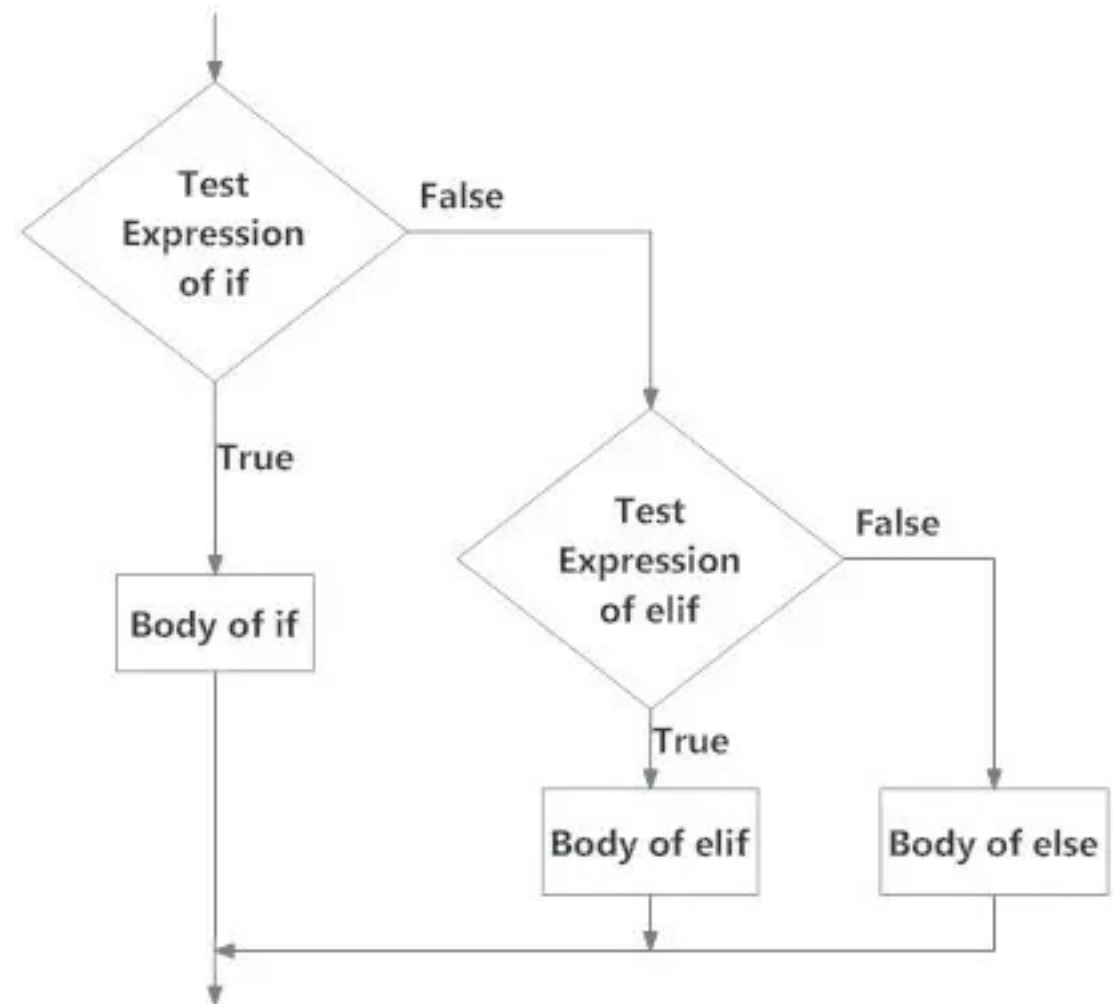 Test
Expression
of if
False
True
Body of if
Test
Expression
of elif
False
True
Body of elif
Body of else